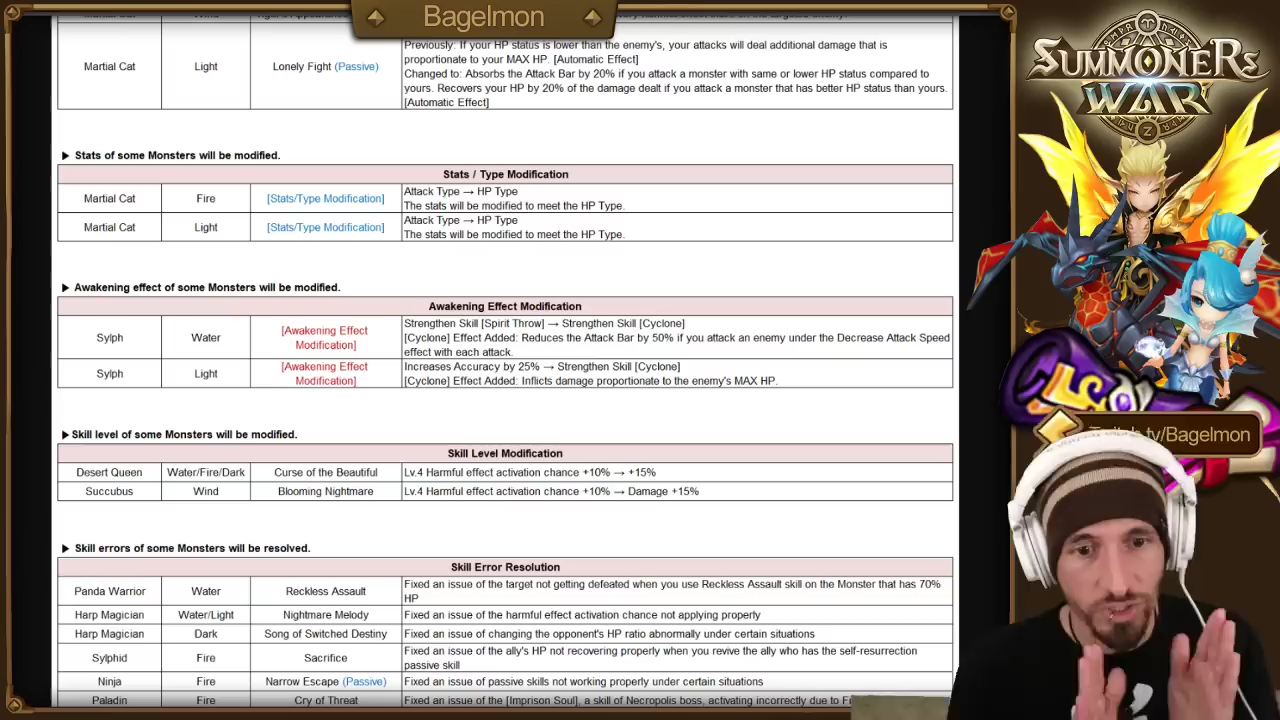 Bagelmon
Martial Cat Light Lonely Fight (Passive)
Previously: If your HP status is lower than the enemy's, your attacks will deal additional damage that is
proportionate to your MAX HP. [Automatic Effect]
Changed to: Absorbs the Attack Bar by 20% if you attack a monster with same or lower HP status compared to
yours. Recovers your HP by 20% of the damage dealt if you attack a monster that has better HP status than yours.
[Automatic Effect]
▶ Stats of some Monsters will be modified.
Stats / Type Modification
Martial Cat Fire [Stats/Type Modification]
Attack Type → HP Type
The stats will be modified to meet the HP Type.
Martial Cat Light [Stats/Type Modification]
Attack Type → HP Type
The stats will be modified to meet the HP Type.
▶ Awakening effect of some Monsters will be modified.
Awakening Effect Modification
Sylph Water
[Awakening Effect
Modification]
Strengthen Skill [Spirit Throw] → Strengthen Skill [Cyclone]
[Cyclone] Effect Added: Reduces the Attack Bar by 50% if you attack an enemy under the Decrease Attack Speed
effect with each attack.
Sylph Light
[Awakening Effect
Modification]
Increases Accuracy by 25% → Strengthen Skill [Cyclone]
[Cyclone] Effect Added: Inflicts damage proportionate to the enemy's MAX HP.
▶Skill level of some Monsters will be modified.
Skill Level Modification
Desert Queen Water/Fire/Dark Curse of the Beautiful Lv.4 Harmful effect activation chance +10% → +15%
Succubus Wind Blooming Nightmare Lv.4 Harmful effect activation chance +10% → Damage +15%
▶ Skill errors of some Monsters will be resolved.
Skill Error Resolution
Panda Warrior Water Reckless Assault
Fixed an issue of the target not getting defeated when you use Reckless Assault skill on the Monster that has 70%
HP
Harp Magician Water/Light Nightmare Melody Fixed an issue of the harmful effect activation chance not applying properly
Harp Magician Dark Song of Switched Destiny Fixed an issue of changing the opponent's HP ratio abnormally under certain situations
Sylphid Fire Sacrifice
Fixed an issue of the ally's HP not recovering properly when you revive the ally who has the self-resurrection
passive skill
Ninja Fire Narrow Escape (Passive) Fixed an issue of passive skills not working properly under certain situations
Paladin Fire Cry of Threat Fixed an issue of the [Imprison Soul], a skill of Necropolis boss, activating incorrectly due to
SUMMONERS
WAR
Twitch.tv/Bagelmon